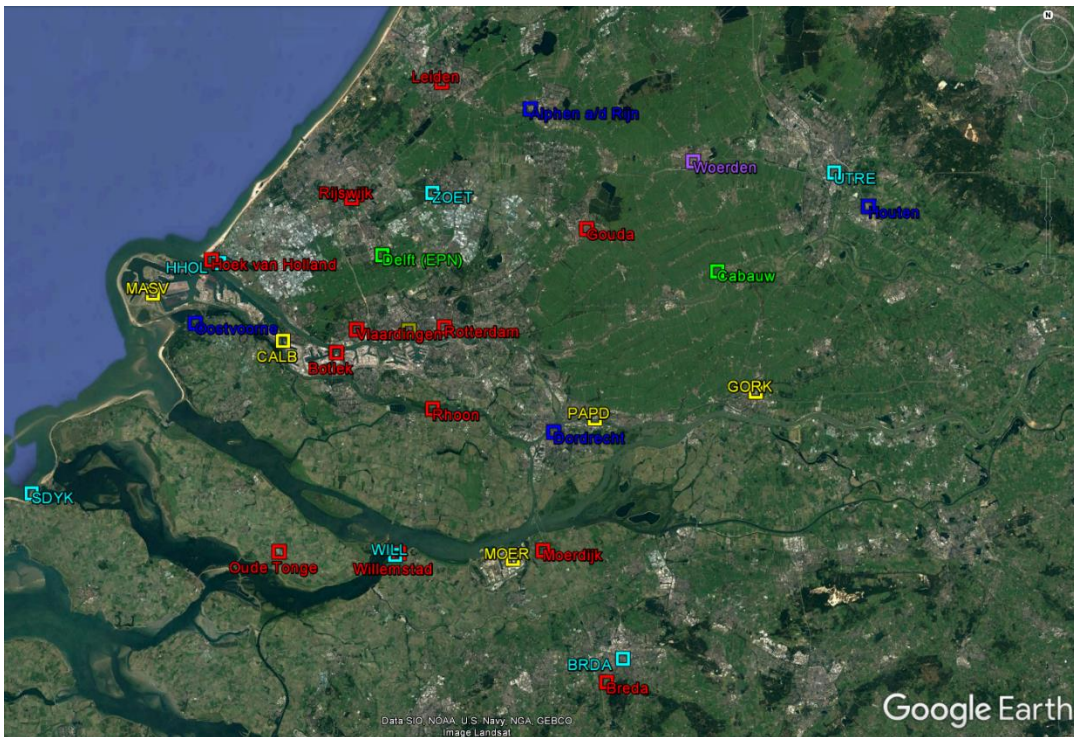 N
Leiden
Alphen a/d Rijn
Woerden
UTRE
Rijswijk
ZOET
Houten
Gouda
Delft (EPN)
HHOL
Hoek van Holland
Cabauw
MASV
Oostvoorne
Vlaardingen
Rotterdam
CALB
Botlek
GORK
Rhoon
PAPD
Dordrecht
SDYK
WILL
MOER
Moerdijk
Oude Tonge
Willemstad
BRDA
Breda
Data SIO, NOAA, U.S. Navy, NGA, GEBCO
Image Landsat
Google Earth